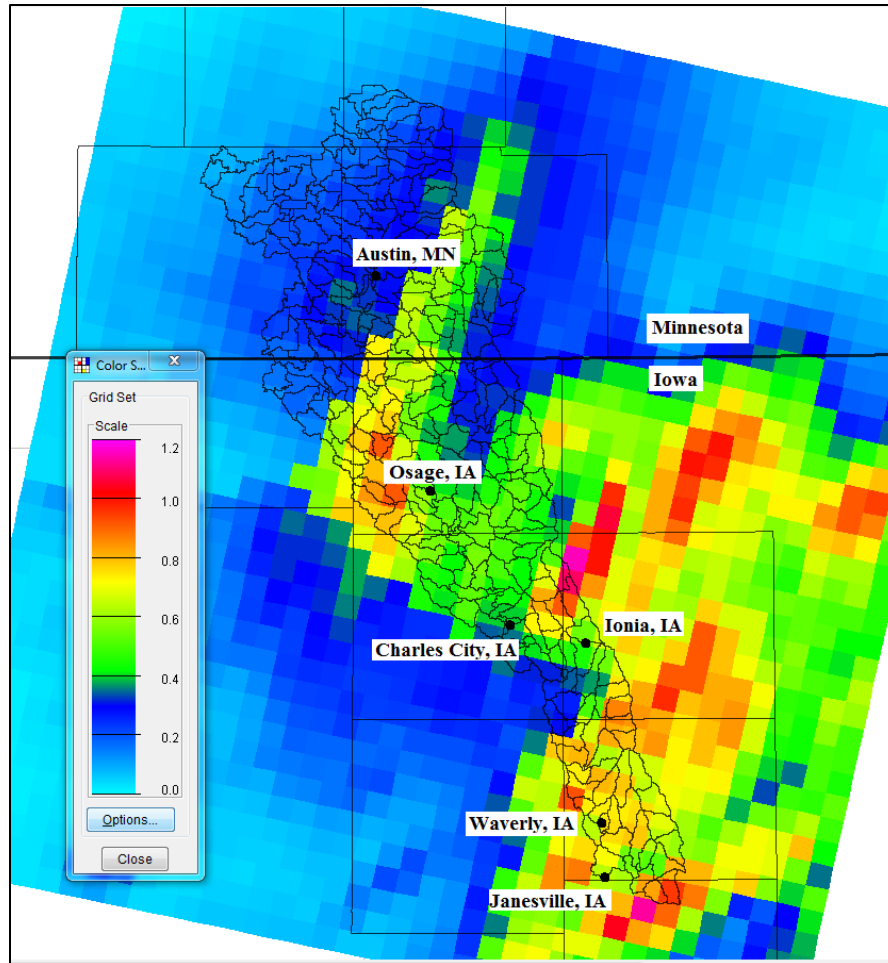 Austin, MN
Minnesota
Iowa
Color S...
x
Grid Set
Scale
1.2
1.0
0.8
0.6
0.4
0.2
0.0
Options...
Close
Osage, IA
Ionia, IA
Charles City, IA
Waverly, IA
Janesville, IA